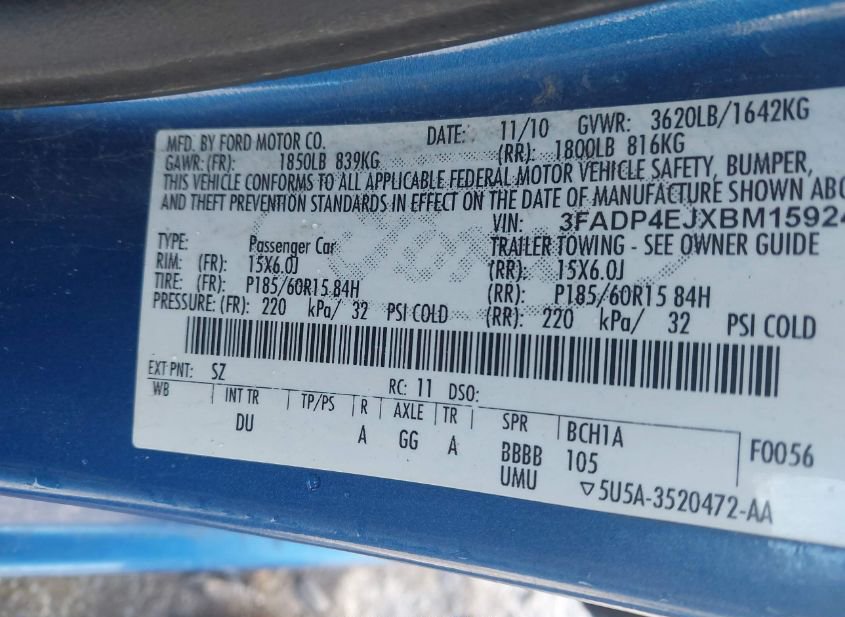 MFD. BY FORD MOTOR CO. DATE: 11/10 GVWR: 3620LB/1642KG
GAWR:(FR): 1850LB 839KG (RR): 1800LB 816KG
THIS VEHICLE CONFORMS TO ALL APPLICABLE FEDERAL MOTOR VEHICLE SAFETY, BUMPER,
AND THEFT PREVENTION STANDARDS IN EFFECT ON THE DATE OF MANUFACTURE SHOWN ABO
VIN: 3FADP4EJXBM15924
TYPE: Passenger Car TRAILER TOWING - SEE OWNER GUIDE
RIM: (FR): 15X6.0J (RR): 15X6.0J
TIRE: (FR): P185/60R15 84H (RR): P185/60R15 84H
PRESSURE: (FR): 220 kPa/ 32 PSI COLD (RR): 220 kPa/ 32 PSI COLD
EXT PNT: SZ RC: 11 DSO:
WB INT TR TP/PS R AXLE TR SPR BCH1A
DU A GG A BBBB 105 F0056
UMU ▽5U5A-3520472-AA